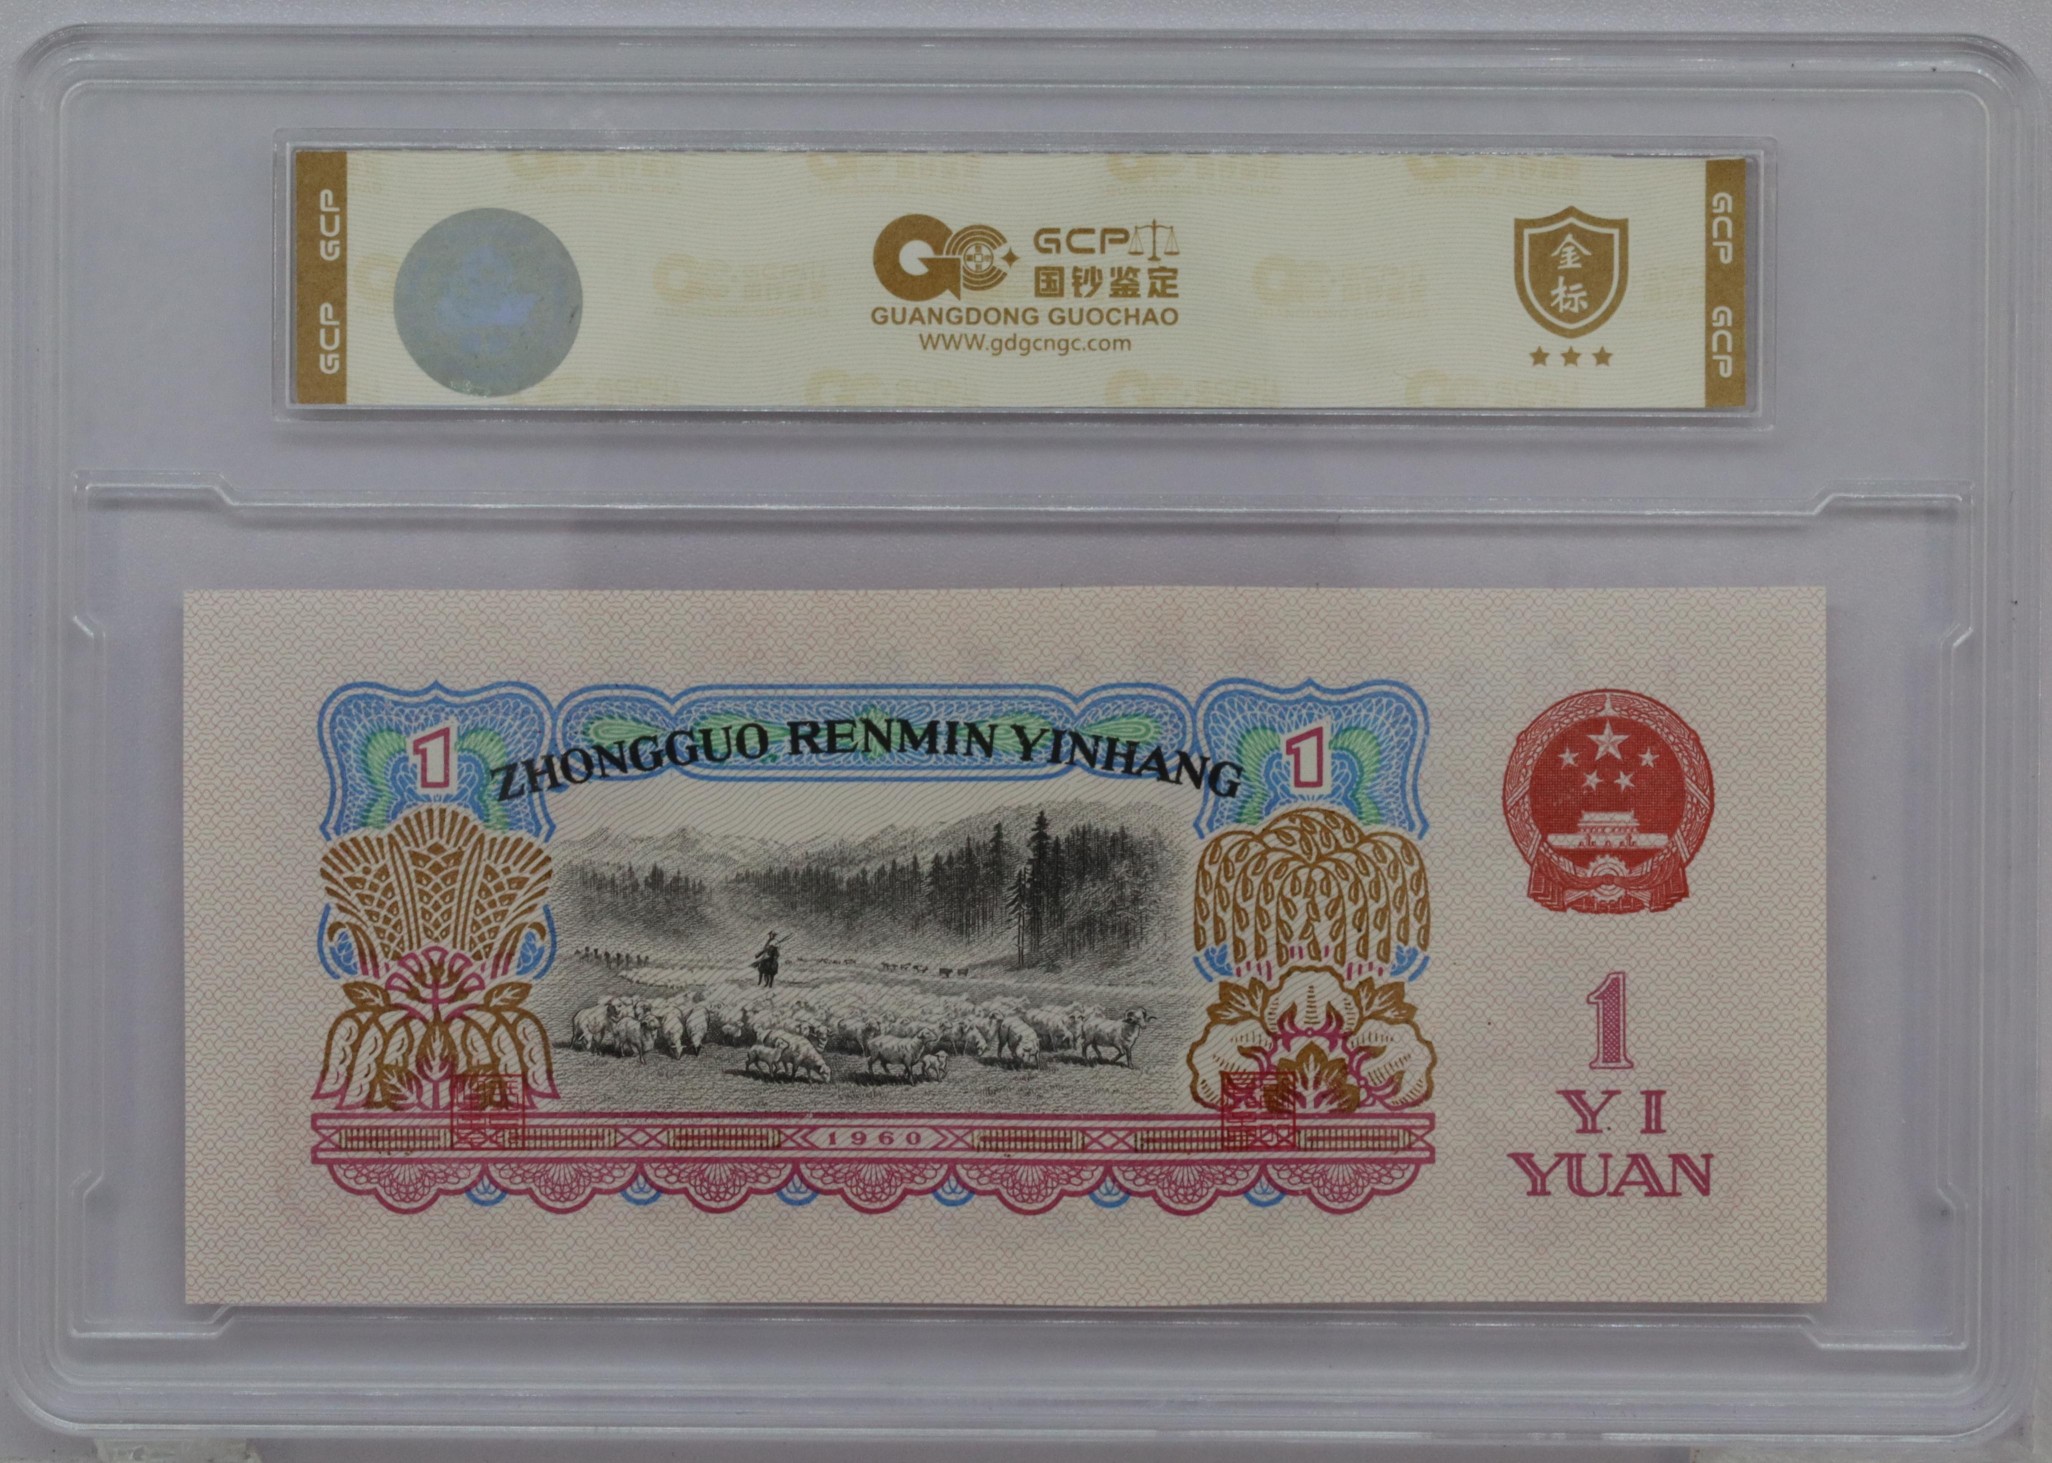 GCP GCP
GCP
国钞鉴定
GUANGDONG GUOCHAO
WWW.gdgcngc.com
金
标
GCP GCP
1 ZHONGGUO RENMIN YINHANG 1
1960
1
YI
YUAN